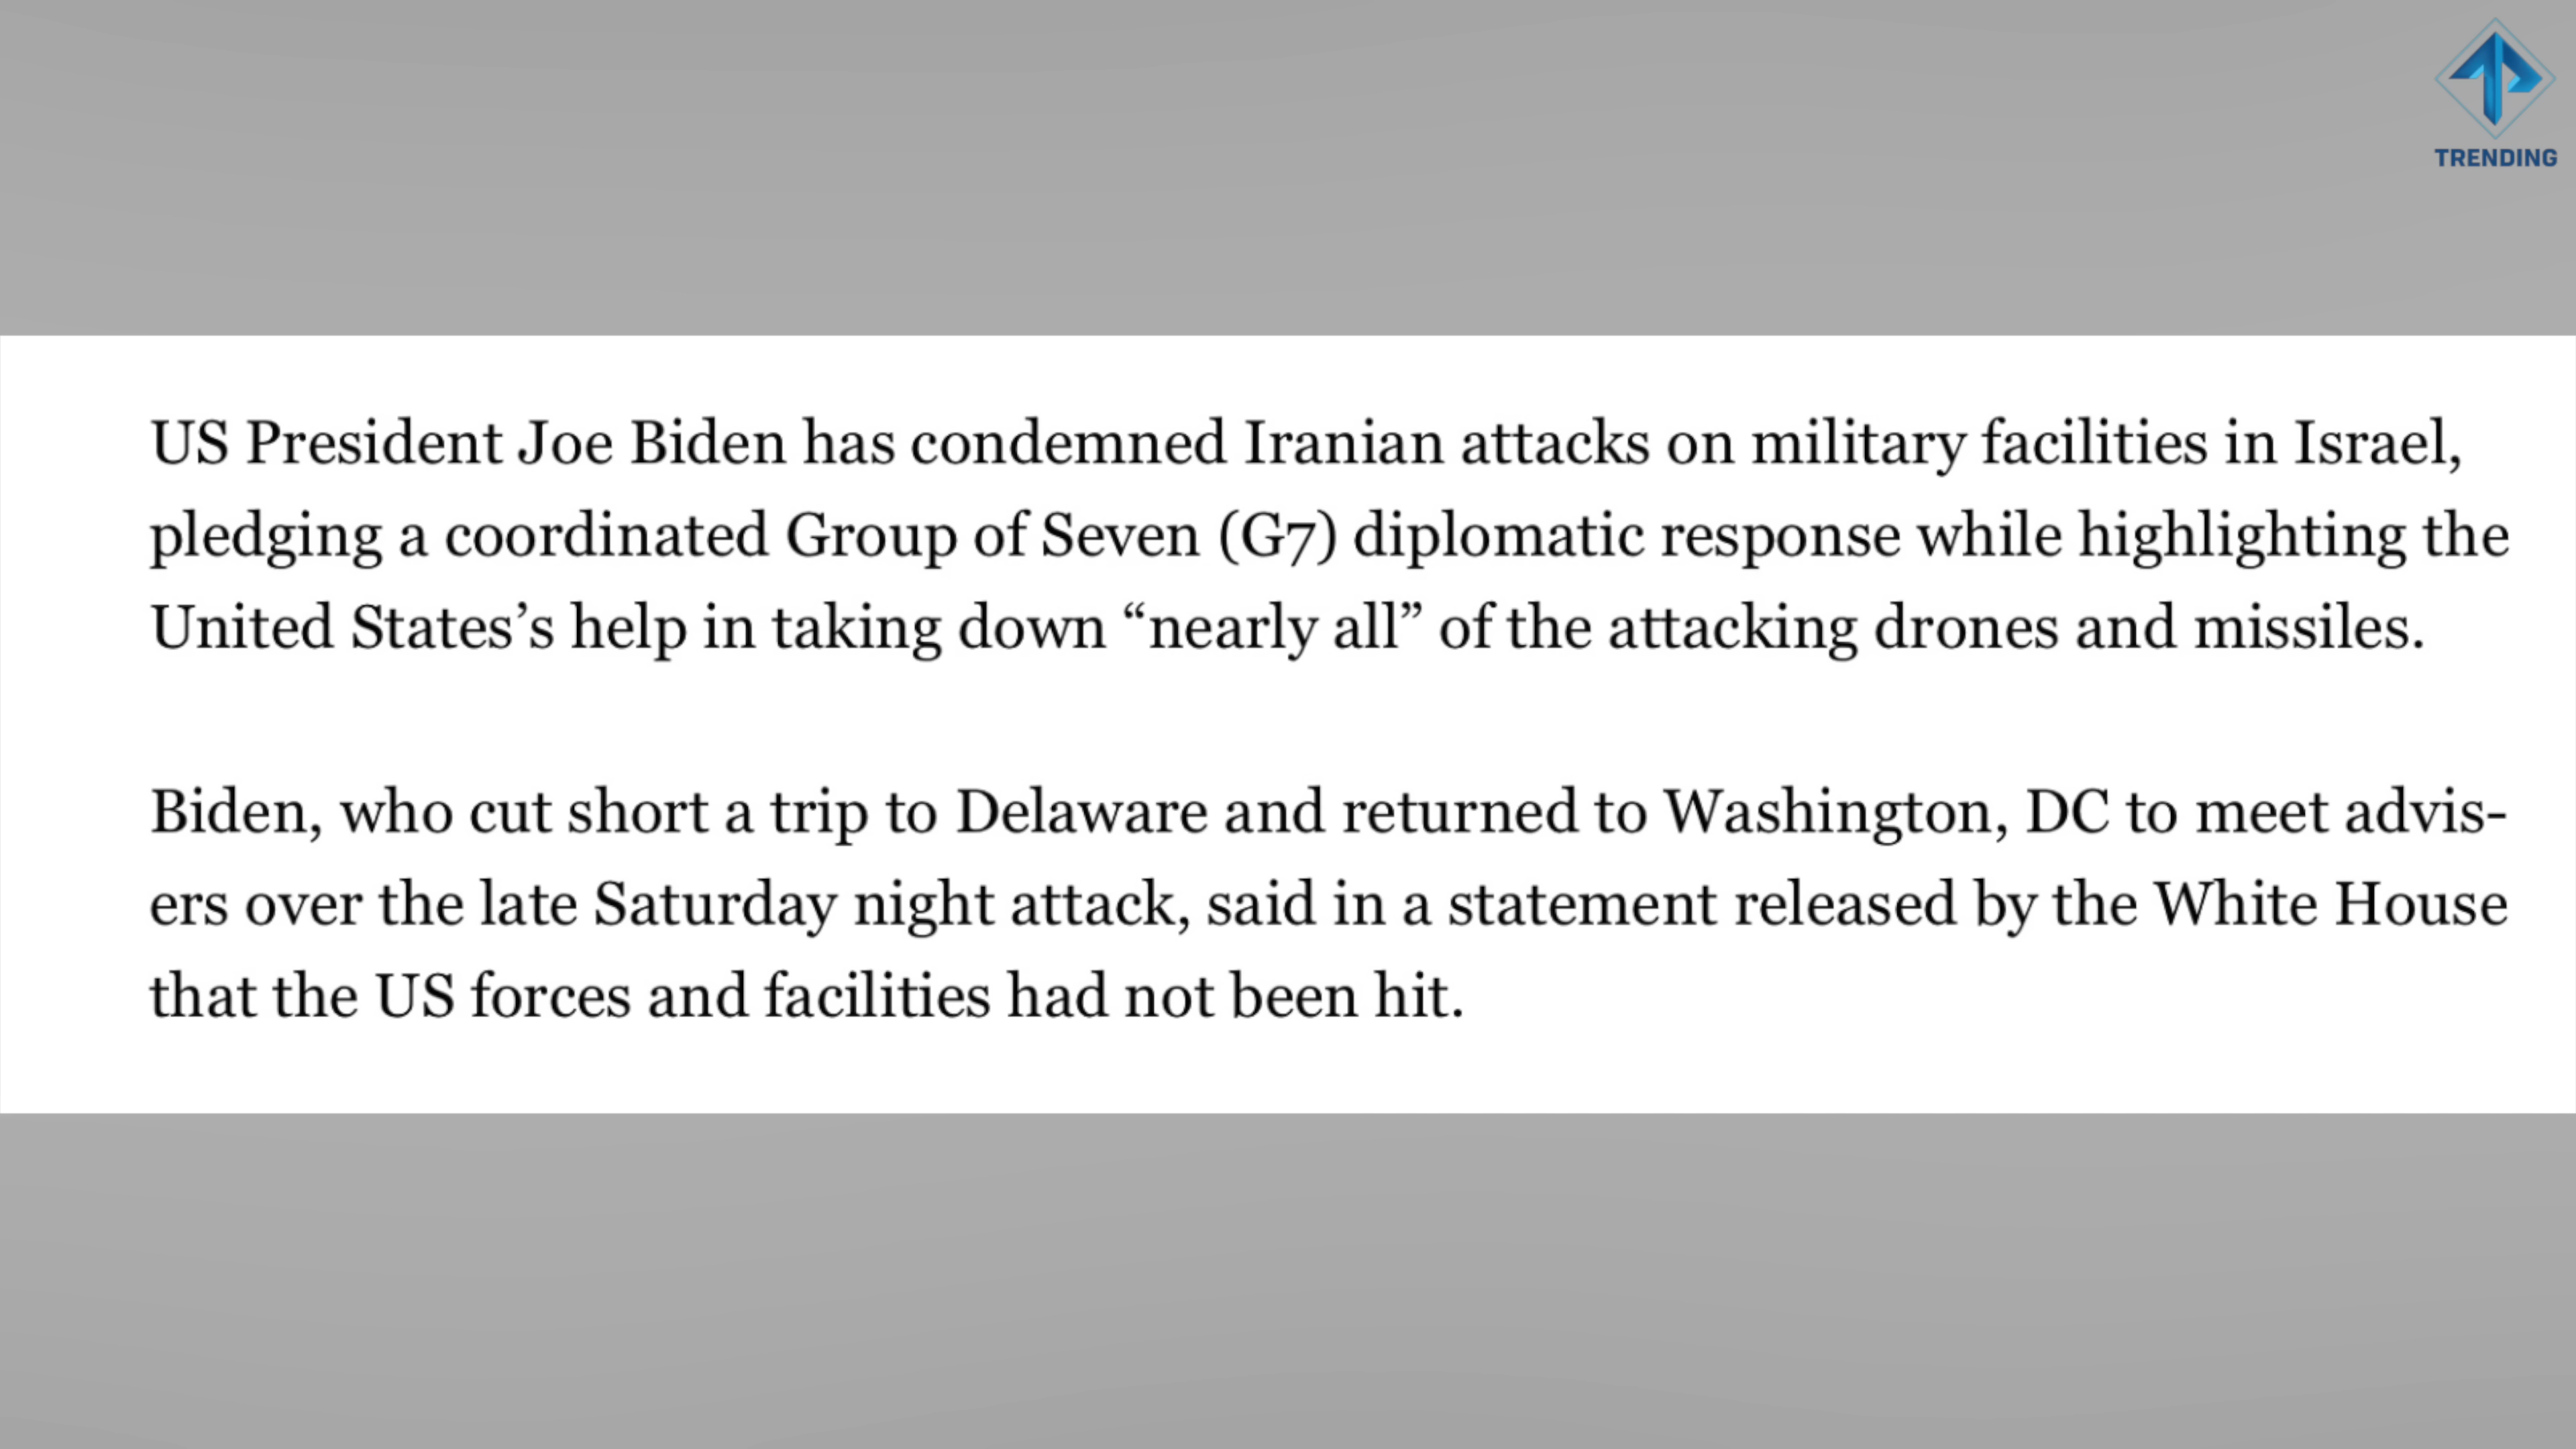 TRENDING
US President Joe Biden has condemned Iranian attacks on military facilities in Israel,
pledging a coordinated Group of Seven (G7) diplomatic response while highlighting the
United States’s help in taking down “nearly all” of the attacking drones and missiles.
Biden, who cut short a trip to Delaware and returned to Washington, DC to meet advis-
ers over the late Saturday night attack, said in a statement released by the White House
that the US forces and facilities had not been hit.